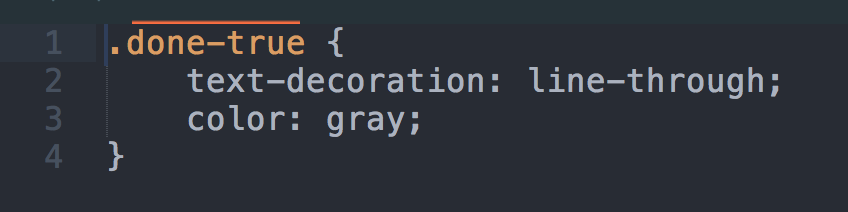 1 .done-true {
2 text-decoration: line-through;
3 color: gray;
4 }